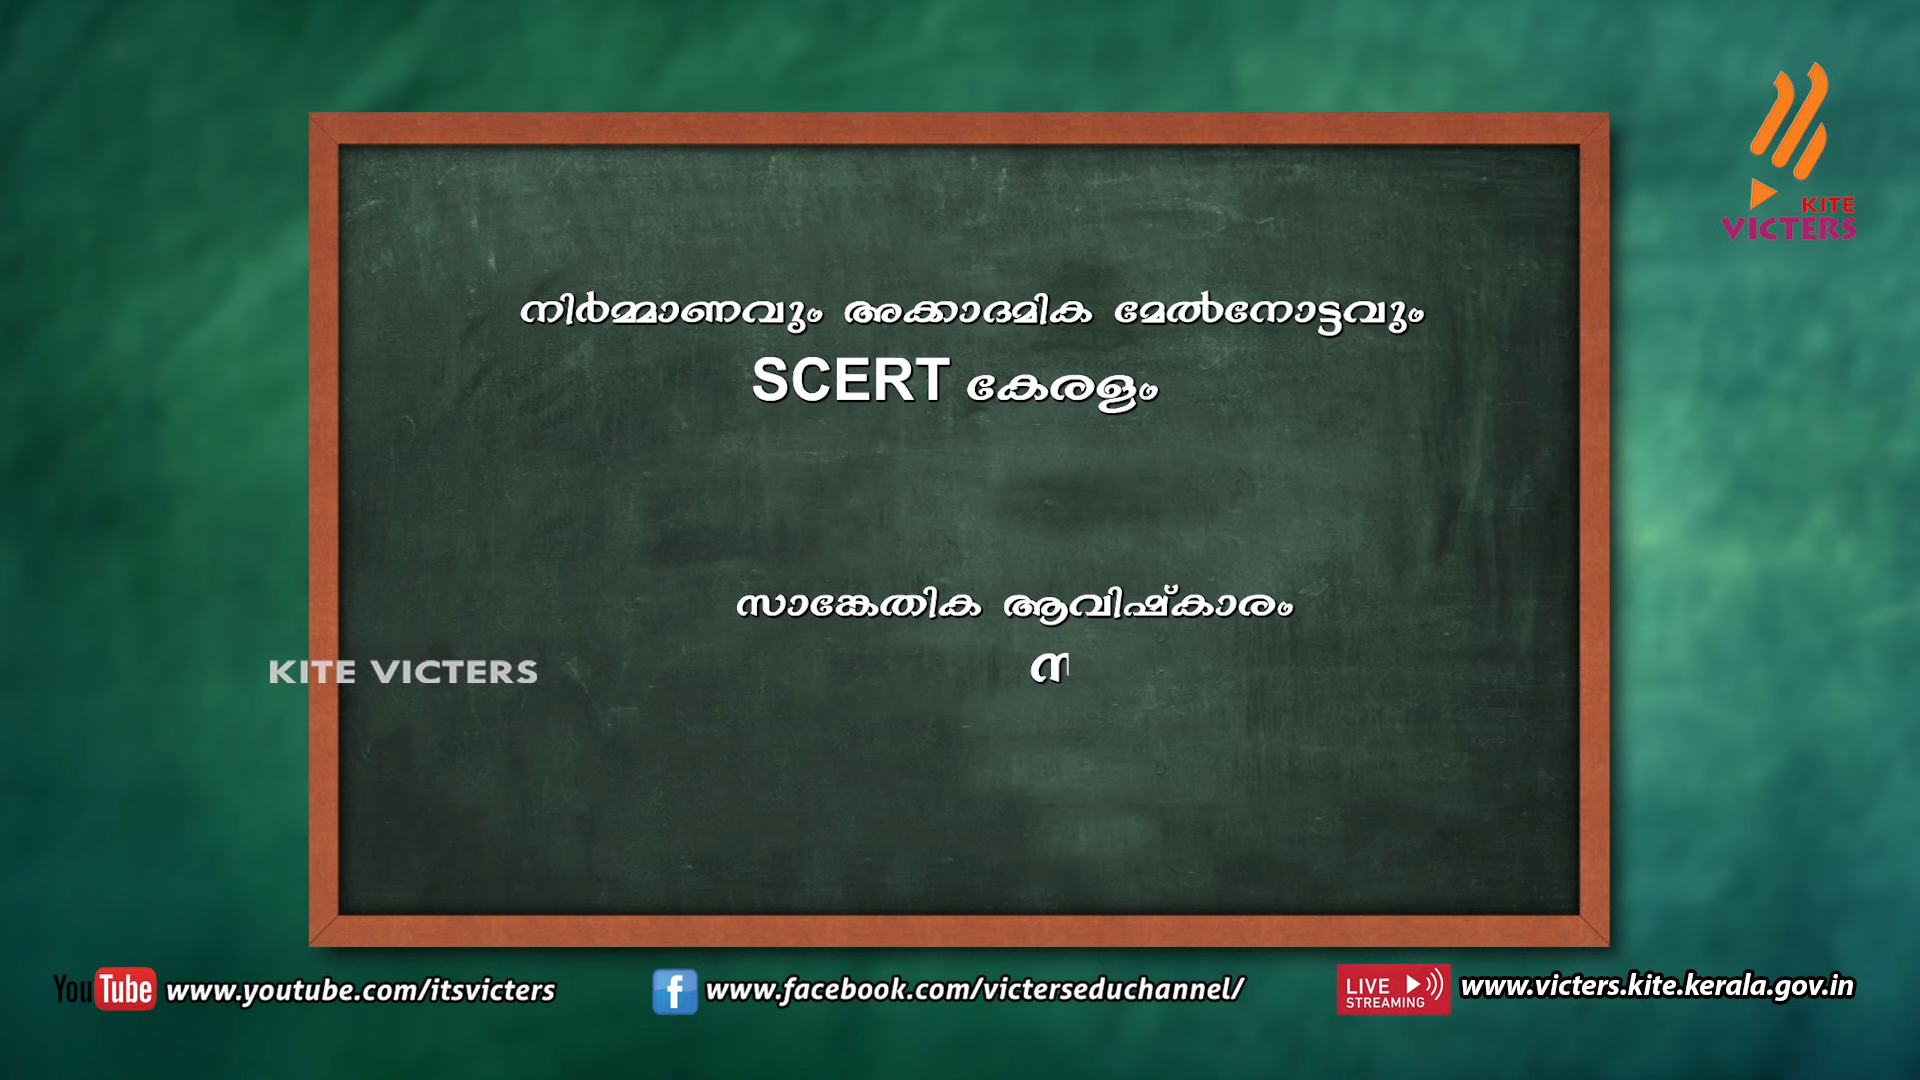 KITE
VICTERS
നിർമ്മാണവും അക്കാദമിക മേൽനോട്ടവും
SCERT കേരളം
സാങ്കേതിക ആവിഷ്കാരം
KITE VICTERS
YouTube www.youtube.com/itsvicters
f www.facebook.com/victerseduchannel/
LIVE STREAMING www.victers.kite.kerala.gov.in